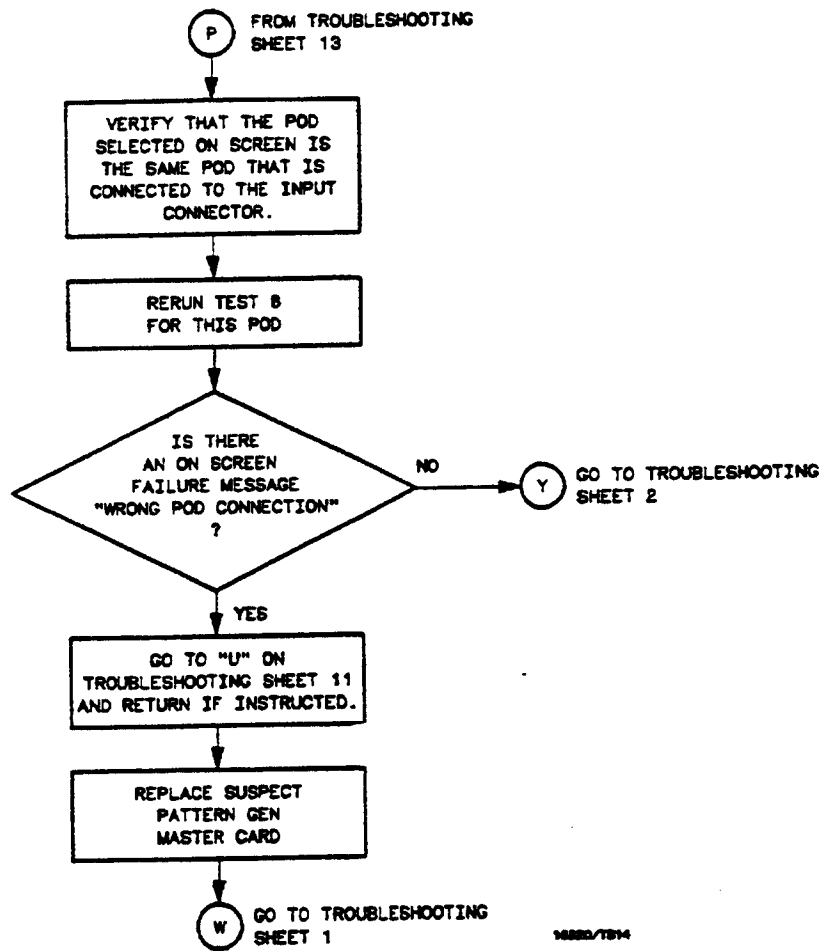 P
FROM TROUBLESHOOTING
SHEET 13
VERIFY THAT THE POD
SELECTED ON SCREEN IS
THE SAME POD THAT IS
CONNECTED TO THE INPUT
CONNECTOR.
RERUN TEST
FOR THIS POD
IS THERE
AN ON SCREEN
FAILURE MESSAGE
"WRONG POD CONNECTION"
?
NO
Y
GO TO TROUBLESHOOTING
SHEET 2
YES
GO TO "U" ON
TROUBLESHOOTING SHEET 11
AND RETURN IF INSTRUCTED.
REPLACE SUSPECT
PATTERN GEN
MASTER CARD
W
GO TO TROUBLESHOOTING
SHEET 1